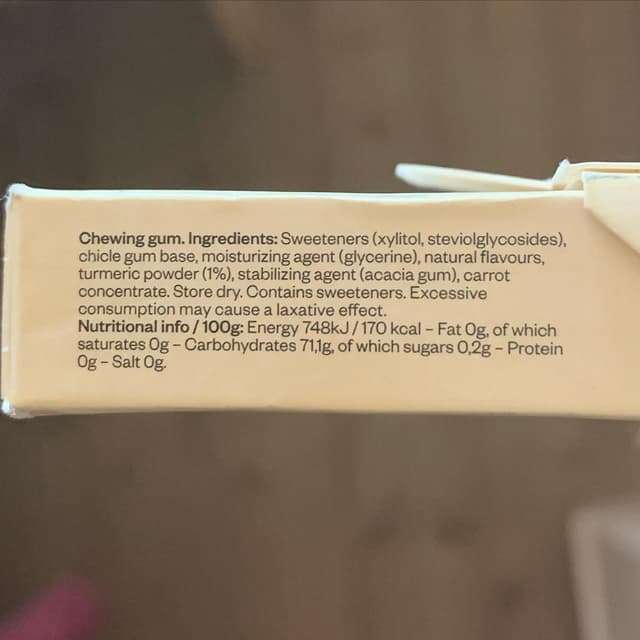 Chewing gum. Ingredients: Sweeteners (xylitol, steviolglycosides),
chicle gum base, moisturizing agent (glycerine), natural flavours,
turmeric powder (1%), stabilizing agent (acacia gum), carrot
concentrate. Store dry. Contains sweeteners. Excessive
consumption may cause a laxative effect.
Nutritional info / 100g: Energy 748kJ / 170 kcal – Fat 0g, of which
saturates 0g – Carbohydrates 71,1g, of which sugars 0,2g – Protein
0g – Salt 0g.